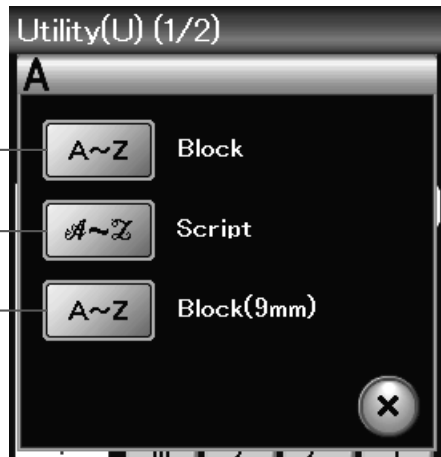 Utility(U) (1/2)
A
A~Z Block
𝒜~𝒵 Script
A~Z Block(9mm)
×